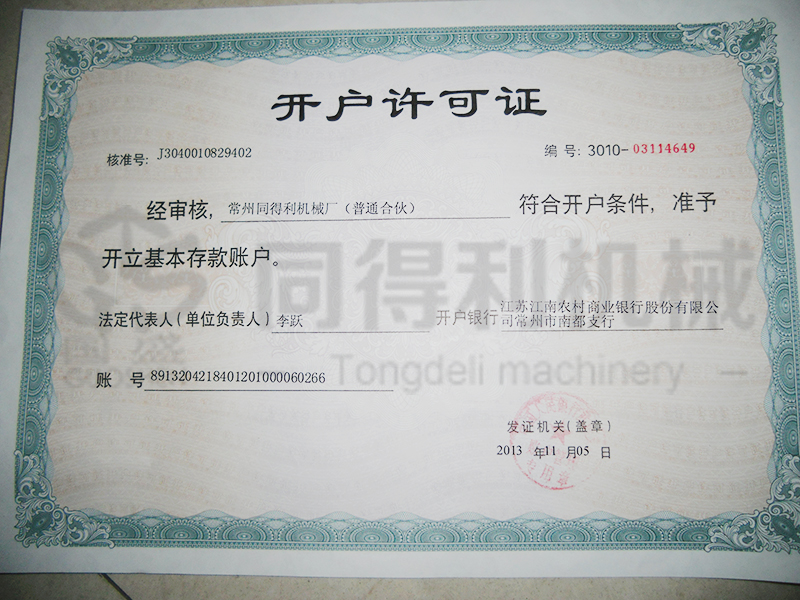 开户许可证
核准号: J3040010829402
编号: 3010-03114649
经审核, 常州同得利机械厂（普通合伙） 符合开户条件, 准予
开立基本存款账户。
同得利机械
法定代表人(单位负责人) 李跃 开户银行 江苏江南农村商业银行股份有限公
司常州市南都支行
Tongdeli machinery
账 号 8913204218401201000060266
发证机关(盖章)
2013 年11 月05 日